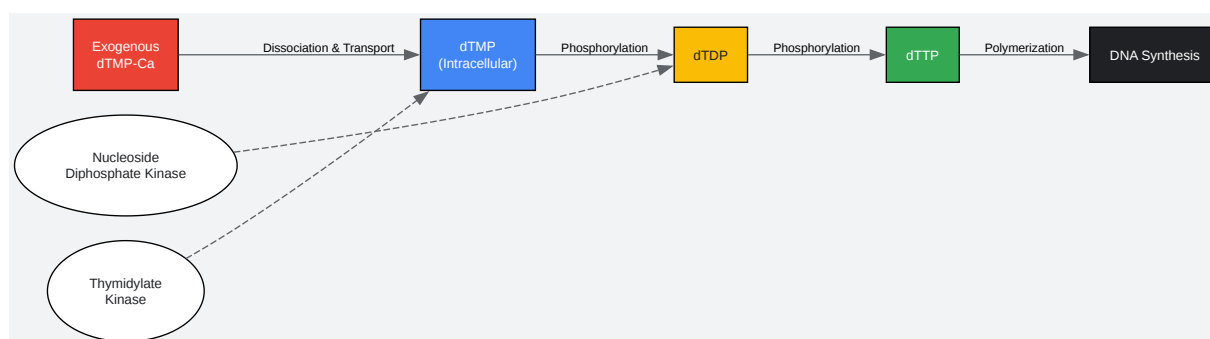 Exogenous
dTMP-Ca
Dissociation & Transport
dTMP
(Intracellular)
Phosphorylation
dTDP
Phosphorylation
dTTP
Polymerization
DNA Synthesis
Nucleoside
Diphosphate Kinase
Thymidylate
Kinase